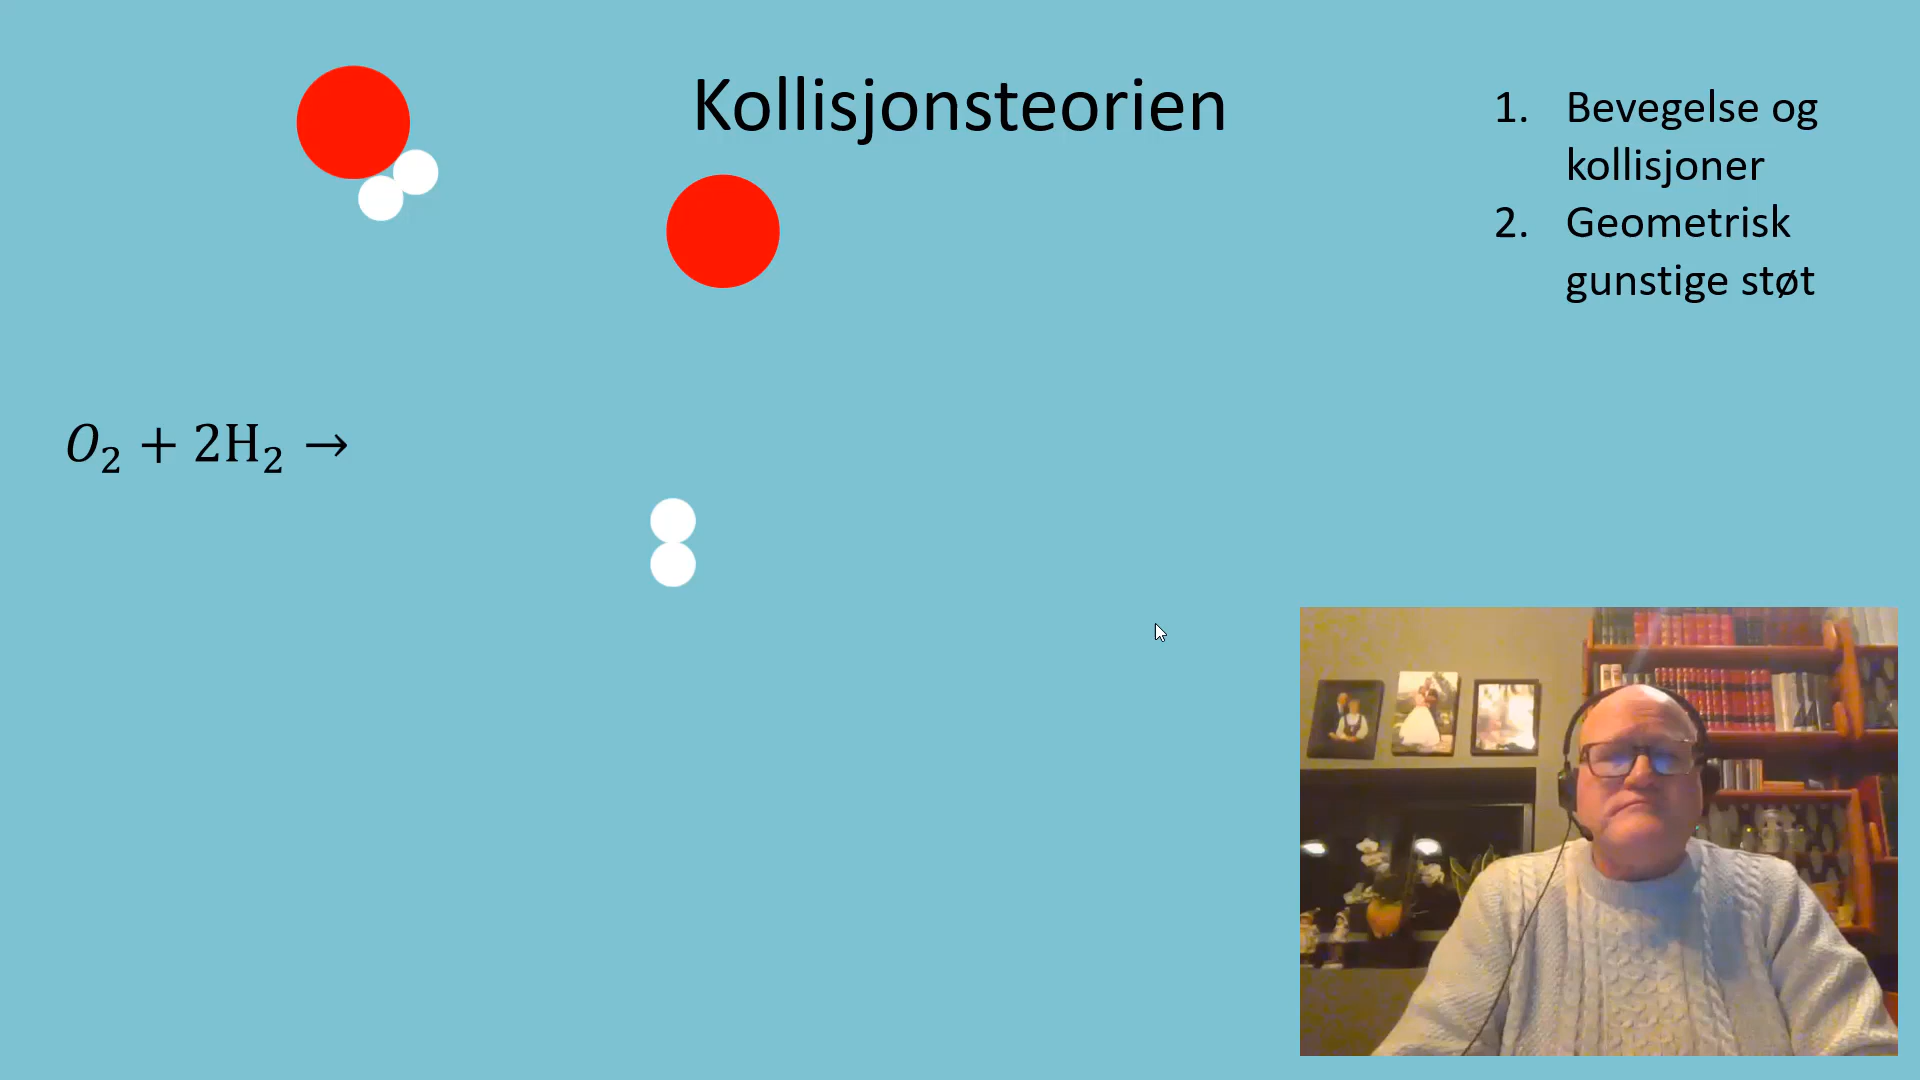 Kollisjonsteorien
1. Bevegelse og
kollisjoner
2. Geometrisk
gunstige støt
O₂ + 2H₂ →